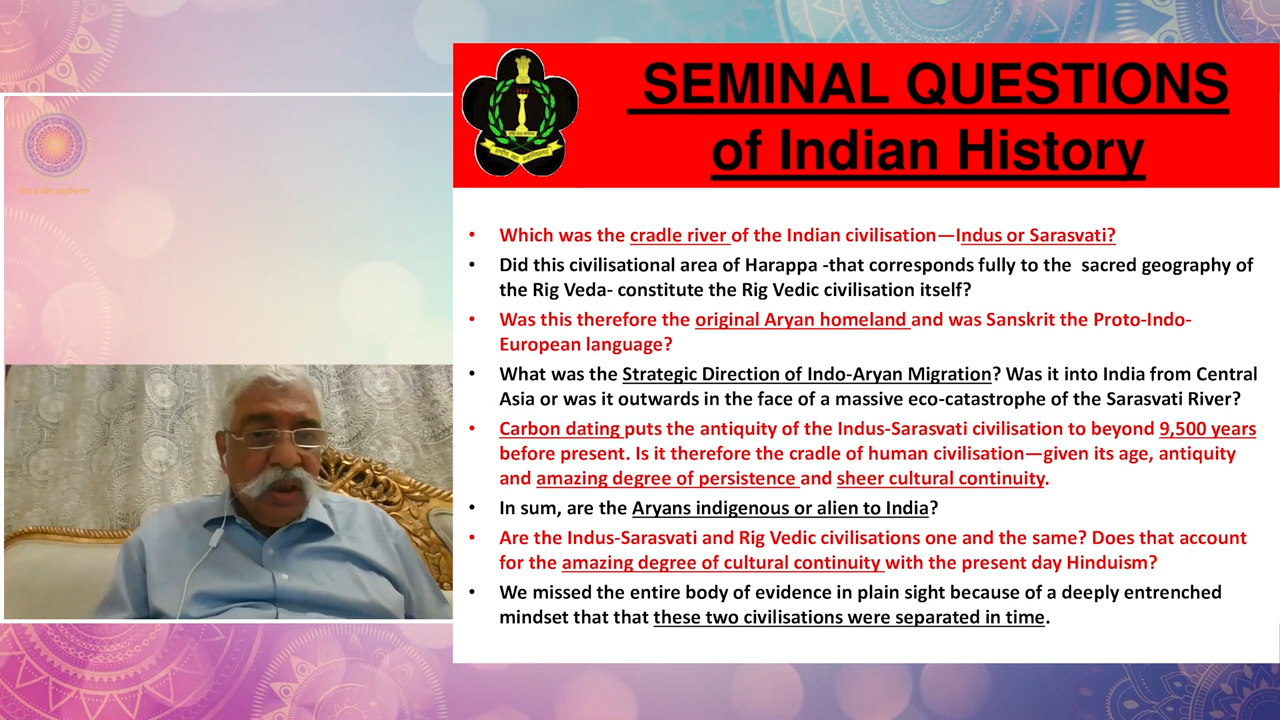 SEMINAL QUESTIONS
of Indian History
• Which was the cradle river of the Indian civilisation—Indus or Sarasvati?
• Did this civilisational area of Harappa -that corresponds fully to the sacred geography of
the Rig Veda- constitute the Rig Vedic civilisation itself?
• Was this therefore the original Aryan homeland and was Sanskrit the Proto-Indo-
European language?
• What was the Strategic Direction of Indo-Aryan Migration? Was it into India from Central
Asia or was it outwards in the face of a massive eco-catastrophe of the Sarasvati River?
• Carbon dating puts the antiquity of the Indus-Sarasvati civilisation to beyond 9,500 years
before present. Is it therefore the cradle of human civilisation—given its age, antiquity
and amazing degree of persistence and sheer cultural continuity.
• In sum, are the Aryans indigenous or alien to India?
• Are the Indus-Sarasvati and Rig Vedic civilisations one and the same? Does that account
for the amazing degree of cultural continuity with the present day Hinduism?
• We missed the entire body of evidence in plain sight because of a deeply entrenched
mindset that that these two civilisations were separated in time.